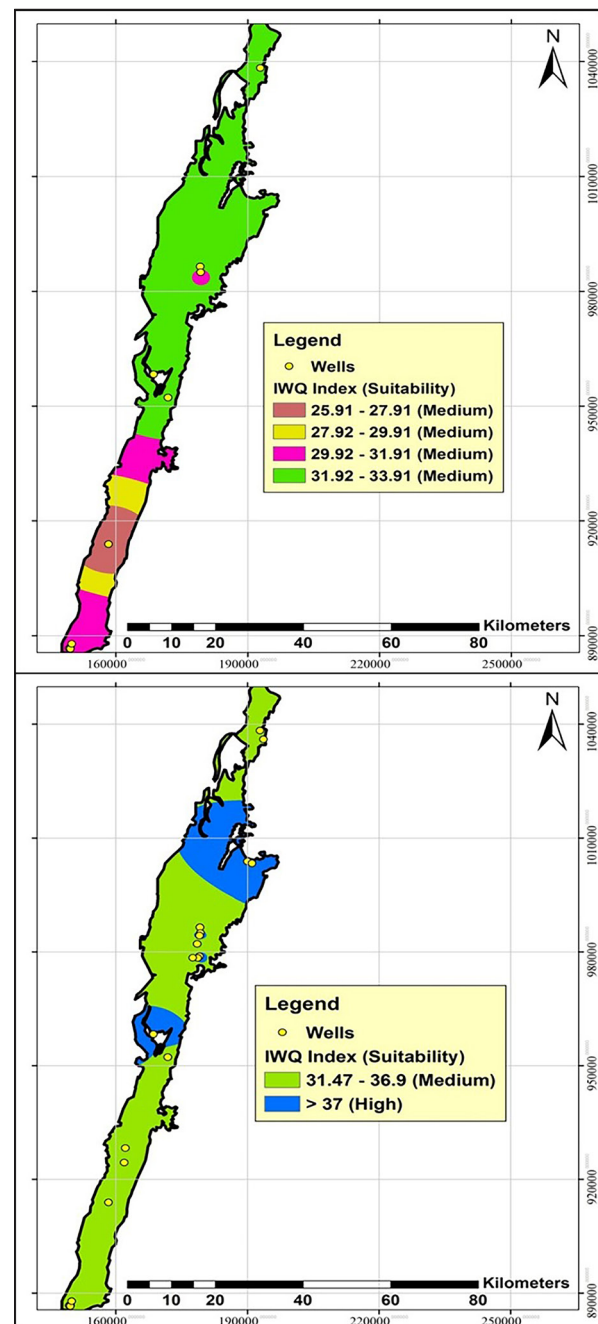 N
1040000
1010000
980000
950000
920000
890000
Legend
Wells
IWQ Index (Suitability)
25.91 - 27.91 (Medium)
27.92 - 29.91 (Medium)
29.92 - 31.91 (Medium)
31.92 - 33.91 (Medium)
Kilometers
0 10 20 40 60 80
160000 190000 220000 250000
N
1040000
1010000
980000
950000
920000
890000
Legend
Wells
IWQ Index (Suitability)
31.47 - 36.9 (Medium)
> 37 (High)
Kilometers
0 10 20 40 60 80
160000 190000 220000 250000